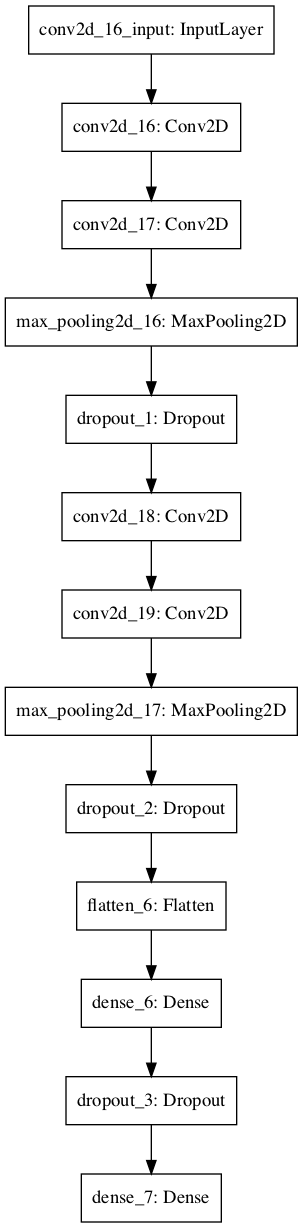 conv2d_16_input: InputLayer
conv2d_16: Conv2D
conv2d_17: Conv2D
max_pooling2d_16: MaxPooling2D
dropout_1: Dropout
conv2d_18: Conv2D
conv2d_19: Conv2D
max_pooling2d_17: MaxPooling2D
dropout_2: Dropout
flatten_6: Flatten
dense_6: Dense
dropout_3: Dropout
dense_7: Dense